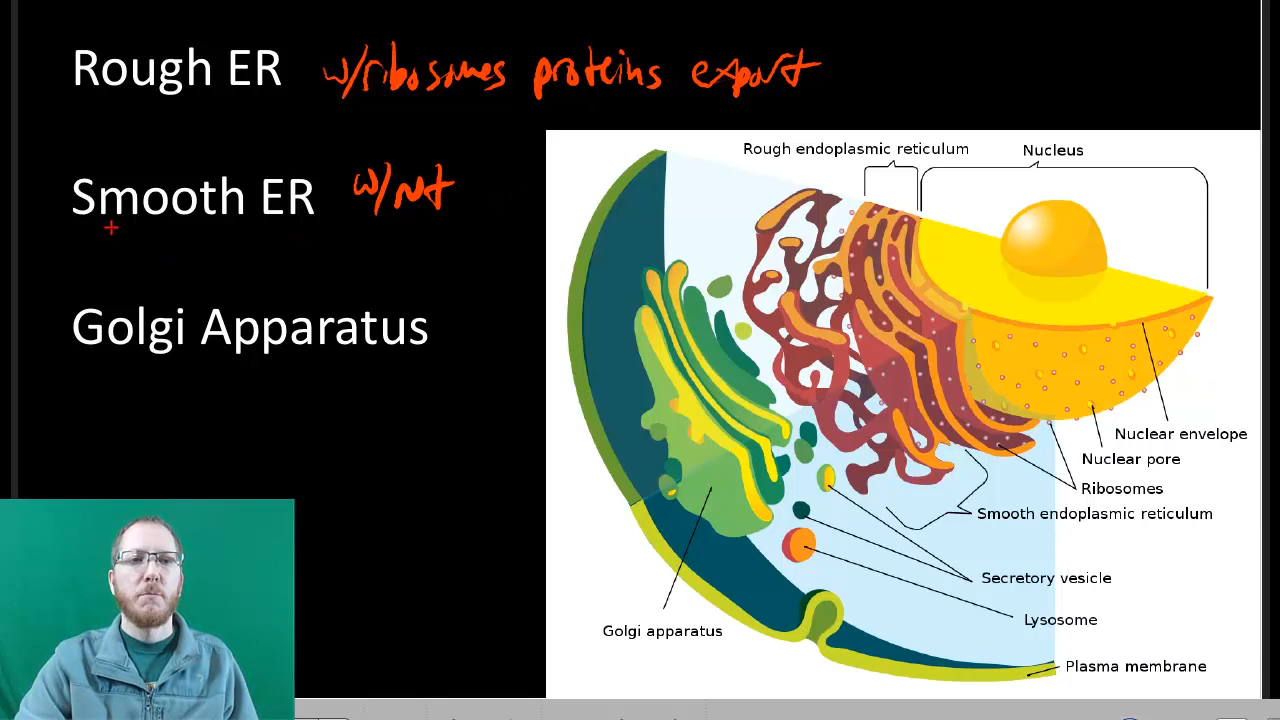 Rough ER w/ribosomes proteins export
Smooth ER w/not
Golgi Apparatus
Rough endoplasmic reticulum
Nucleus
Nuclear envelope
Nuclear pore
Ribosomes
Smooth endoplasmic reticulum
Secretory vesicle
Lysosome
Golgi apparatus
Plasma membrane